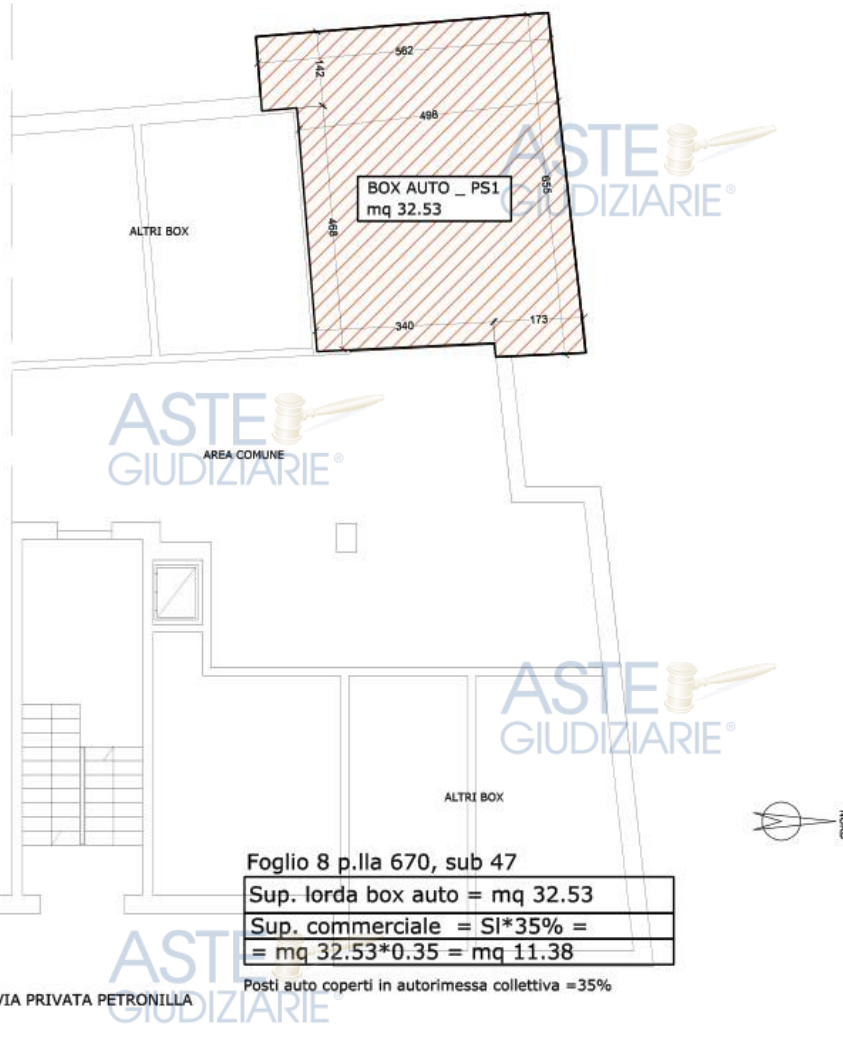 562
142
498
ASTE
GIUDIZIARIE®
BOX AUTO _ PS1
mq 32.53
655
468
ALTRI BOX
340
173
ASTE
GIUDIZIARIE®
AREA COMUNE
ASTE
GIUDIZIARIE®
ALTRI BOX
NORD
Foglio 8 p.lla 670, sub 47
Sup. lorda box auto = mq 32.53
Sup. commerciale = SI*35% =
= mq 32.53*0.35 = mq 11.38
Posti auto coperti in autorimessa collettiva =35%
ASTE
GIUDIZIARIE®
VIA PRIVATA PETRONILLA